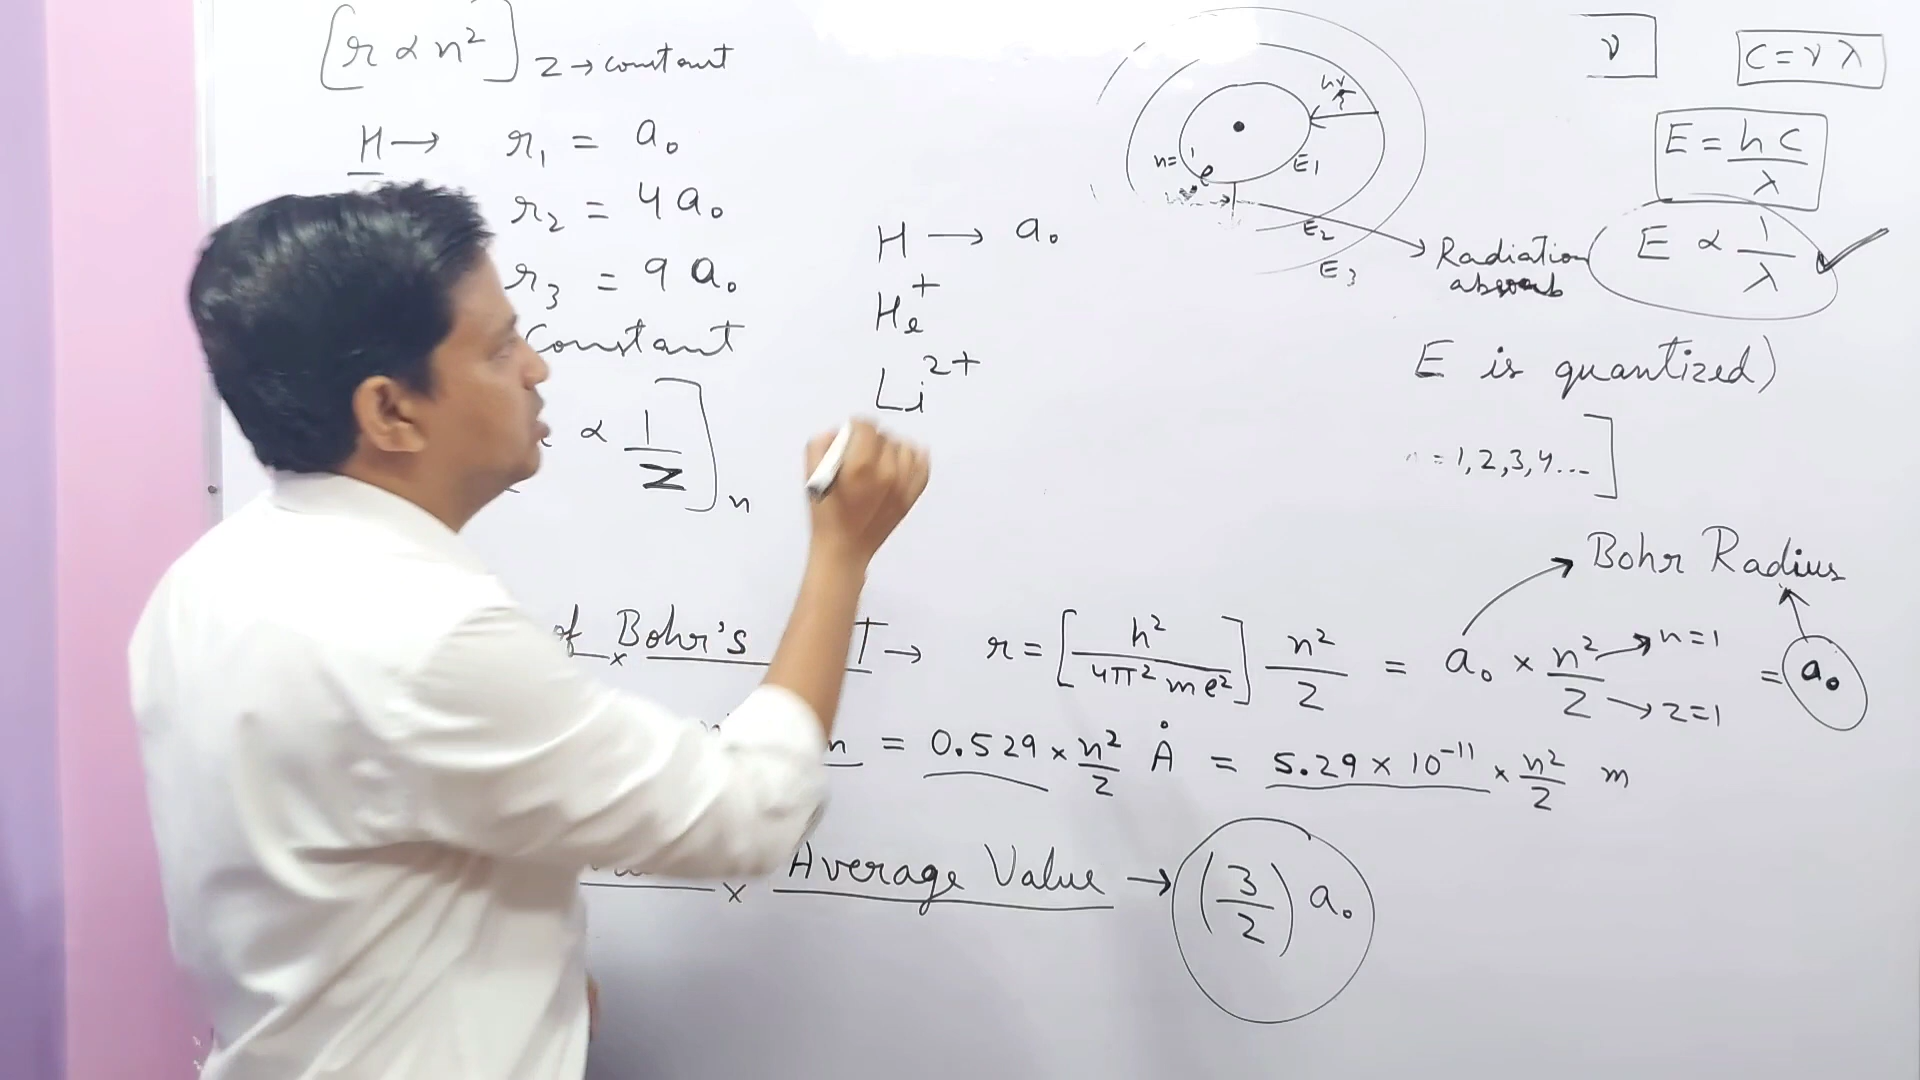 [r ∝ n²] Z → constant
H → r₁ = a₀
r₂ = 4a₀
r₃ = 9a₀
Constant
∝ 1/Z ] n
H → a₀
He⁺
Li²⁺
hν
n=1
e
E₁
E₂
E₃
Radiation
absorb
ν
C = ν λ
E = hC/λ
E ∝ 1/λ ✓
E is quantized)
= 1,2,3,4... ]
Bohr Radius
of Bohr's T → r = [h²/4π²me²] n²/Z = a₀ × n²/Z → n=1 → z=1 = a₀
n = 0.529 × n²/Z Å = 5.29 × 10⁻¹¹ × n²/Z m
Average Value → (3/2) a₀